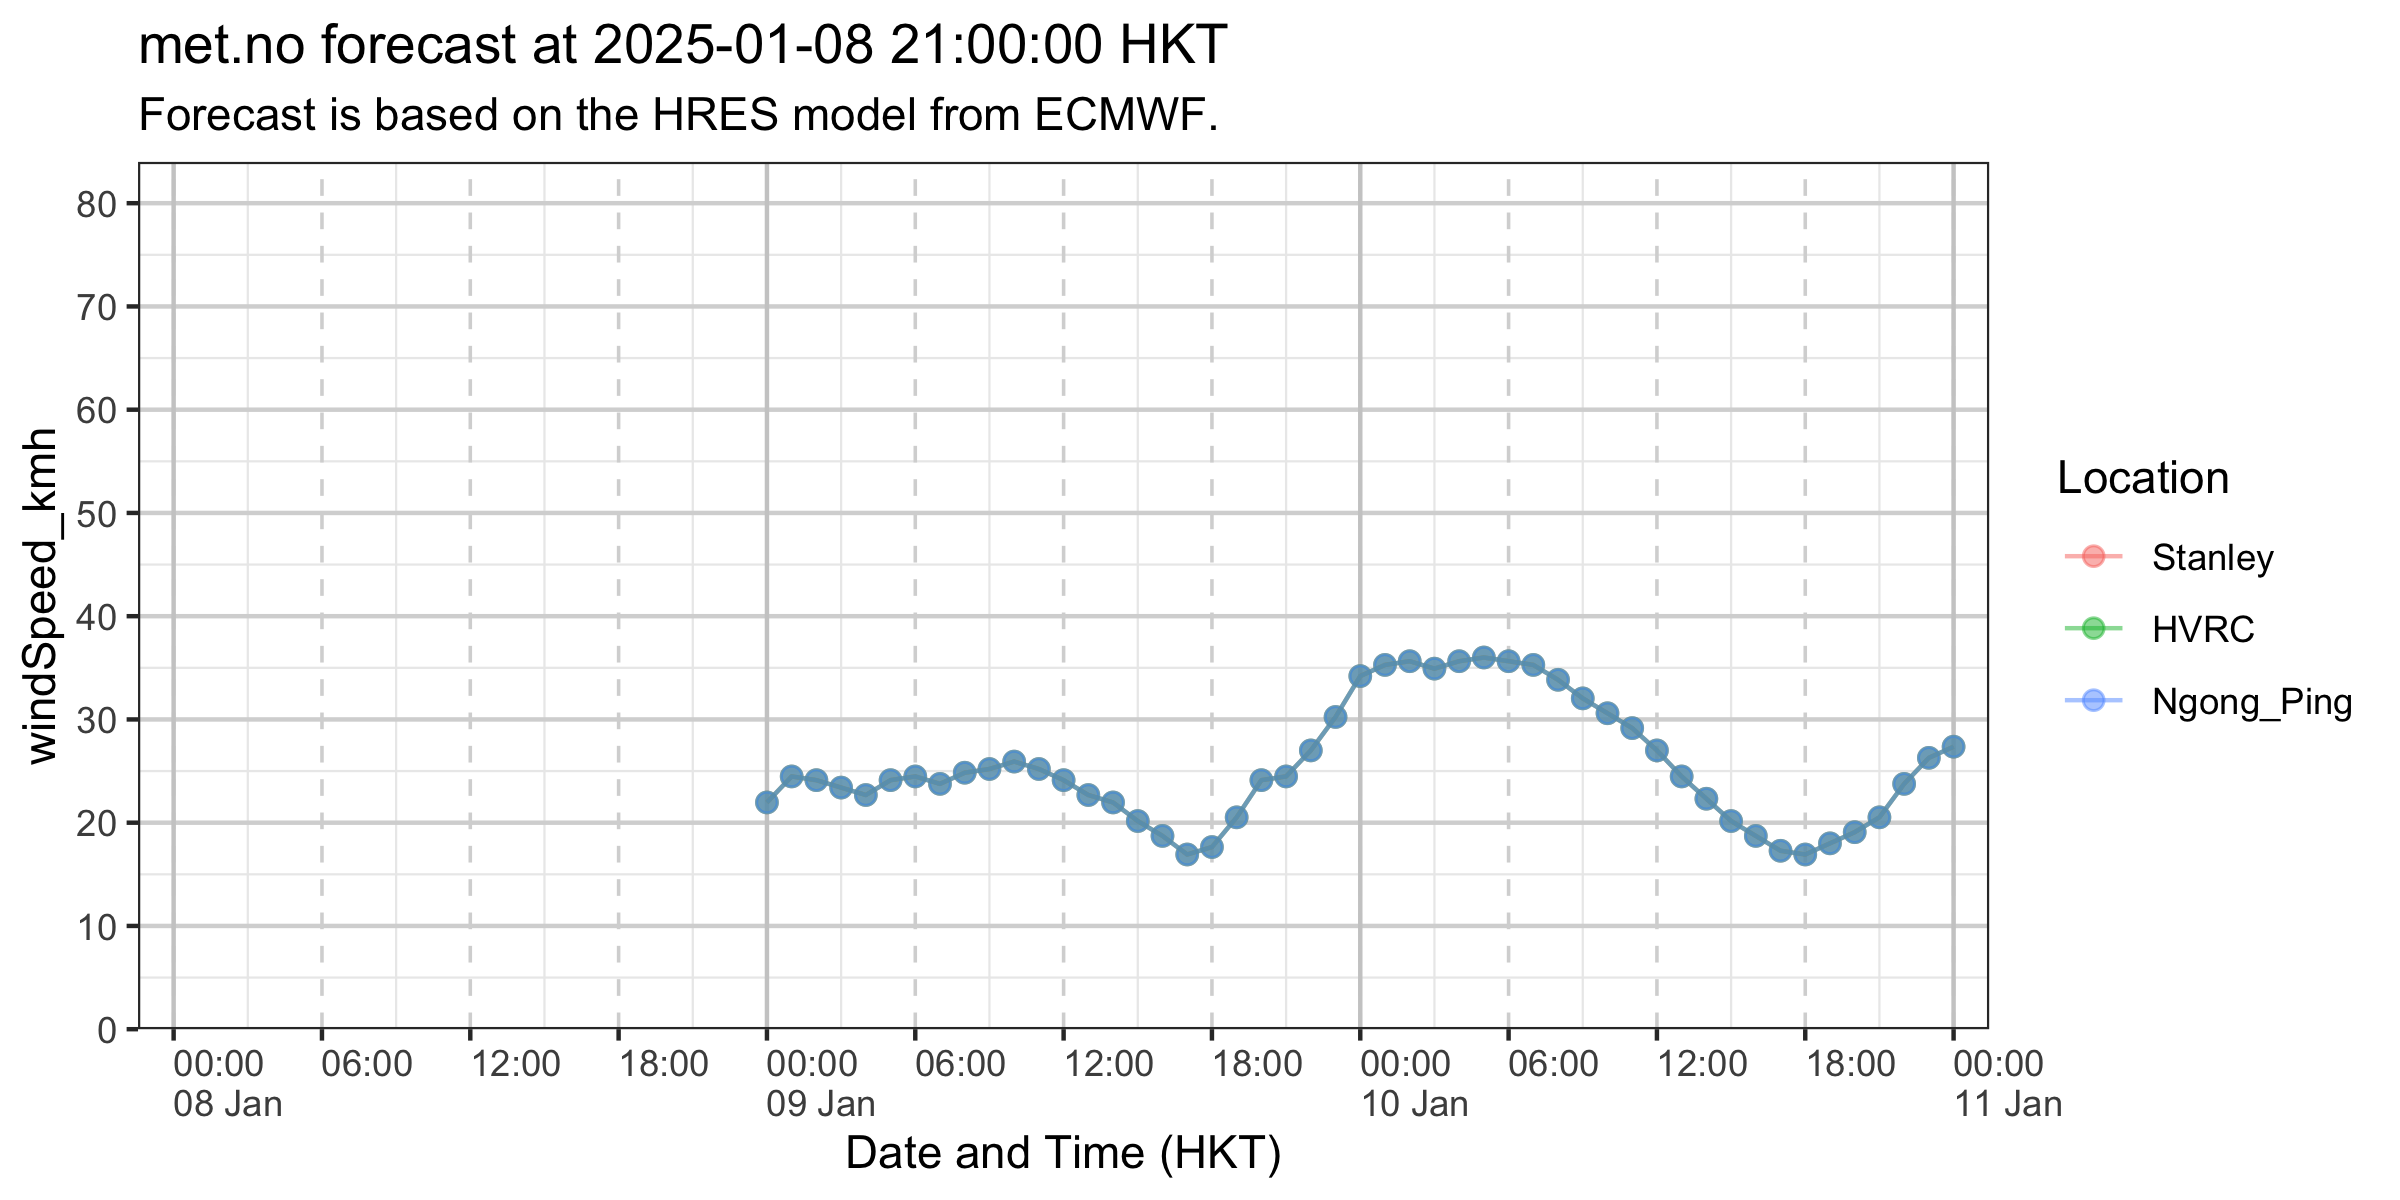 met.no forecast at 2025-01-08 21:00:00 HKT
Forecast is based on the HRES model from ECMWF.
windSpeed_kmh
80
70
60
50
40
30
20
10
0
00:00 06:00 12:00 18:00 00:00 06:00 12:00 18:00 00:00 06:00 12:00 18:00 00:00
08 Jan 09 Jan 10 Jan 11 Jan
Date and Time (HKT)
Location
Stanley
HVRC
Ngong_Ping